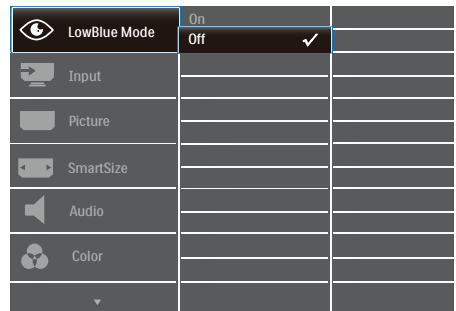 LowBlue Mode
On
Off
Input
Picture
SmartSize
Audio
Color